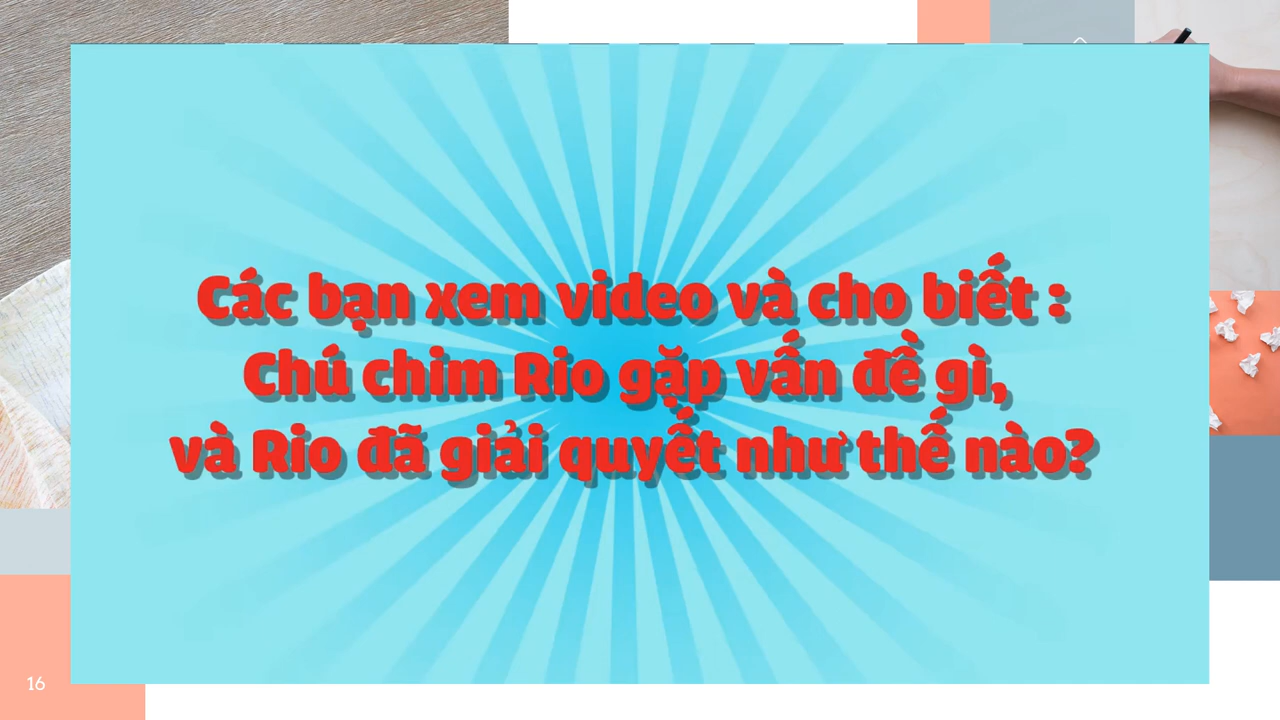 Các bạn xem video và cho biết :
Chú chim Rio gặp vấn đề gì,
và Rio đã giải quyết như thế nào?
16